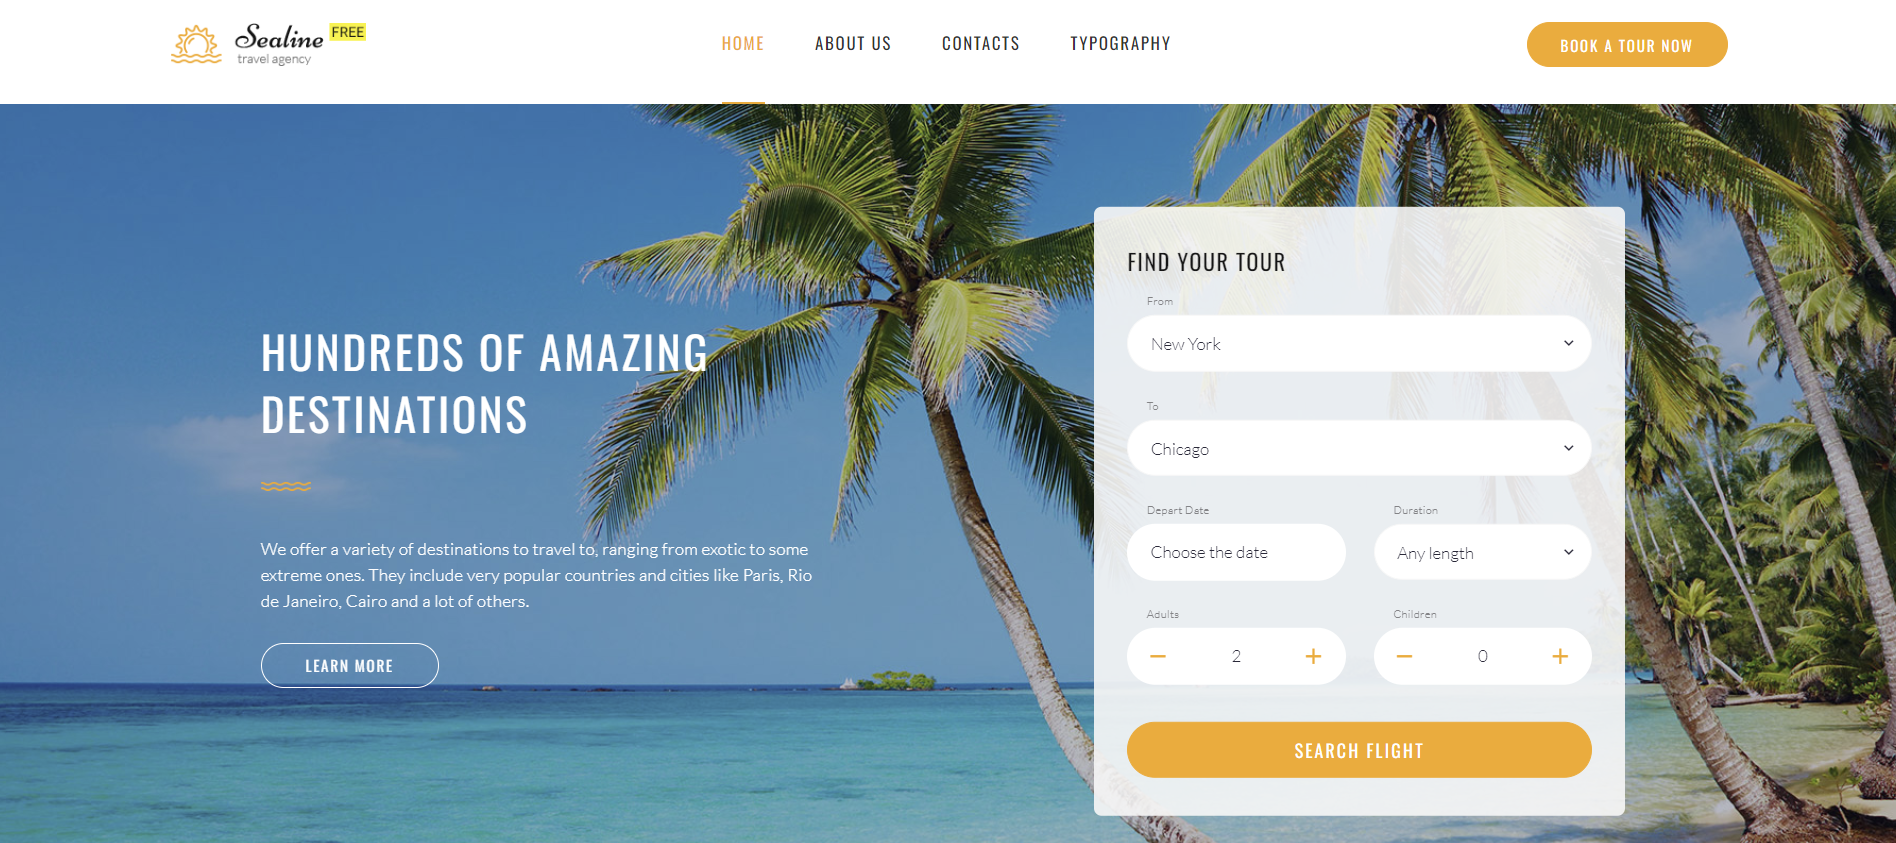 Sealine FREE
travel agency
HOME ABOUT US CONTACTS TYPOGRAPHY
BOOK A TOUR NOW
HUNDREDS OF AMAZING
DESTINATIONS
We offer a variety of destinations to travel to, ranging from exotic to some
extreme ones. They include very popular countries and cities like Paris, Rio
de Janeiro, Cairo and a lot of others.
LEARN MORE
FIND YOUR TOUR
From
New York
To
Chicago
Depart Date Duration
Choose the date Any length
Adults Children
− 2 + − 0 +
SEARCH FLIGHT